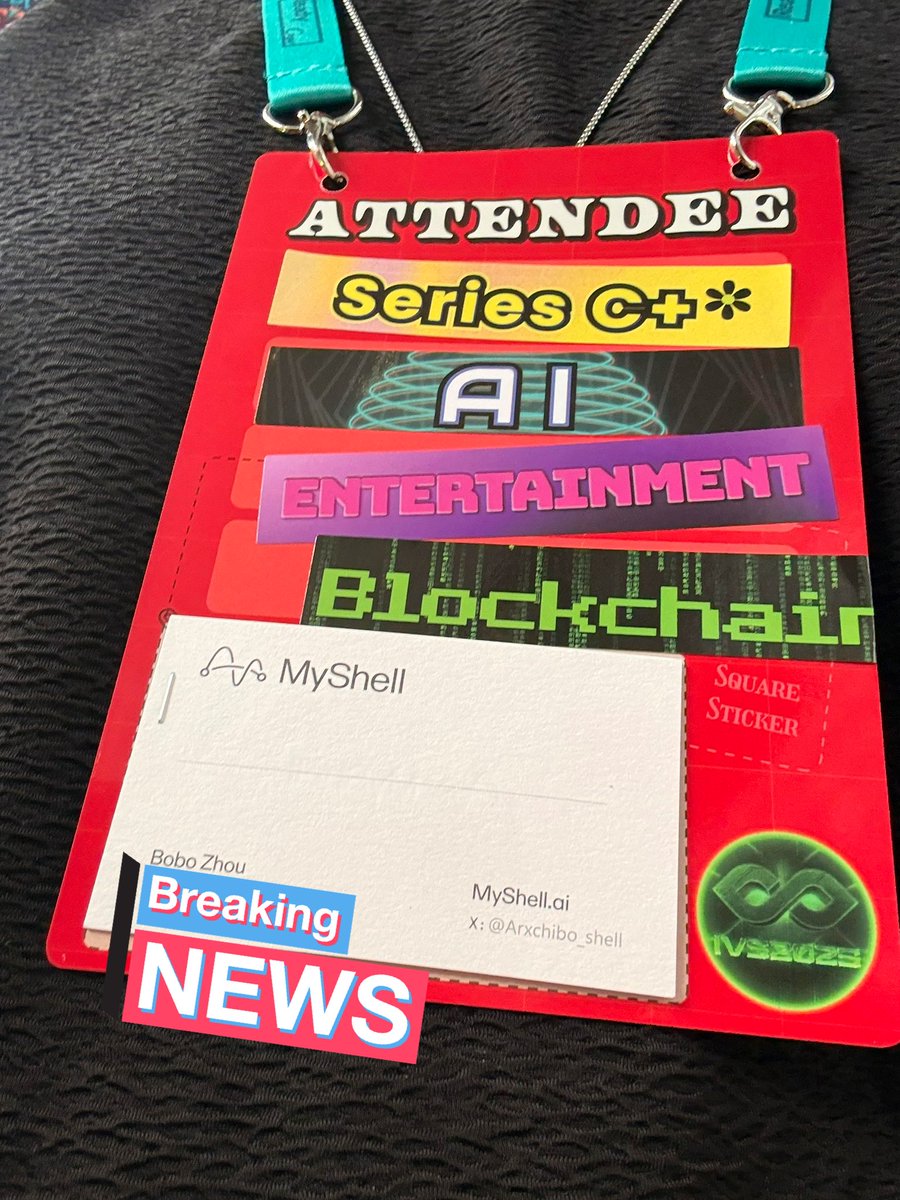 ATTENDEE
Series C+*
AI
ENTERTAINMENT
Blockchain
MyShell
SQUARE
STICKER
Bobo Zhou
MyShell.ai
X: @Arxchibo_shell
IVS2025
Breaking
NEWS